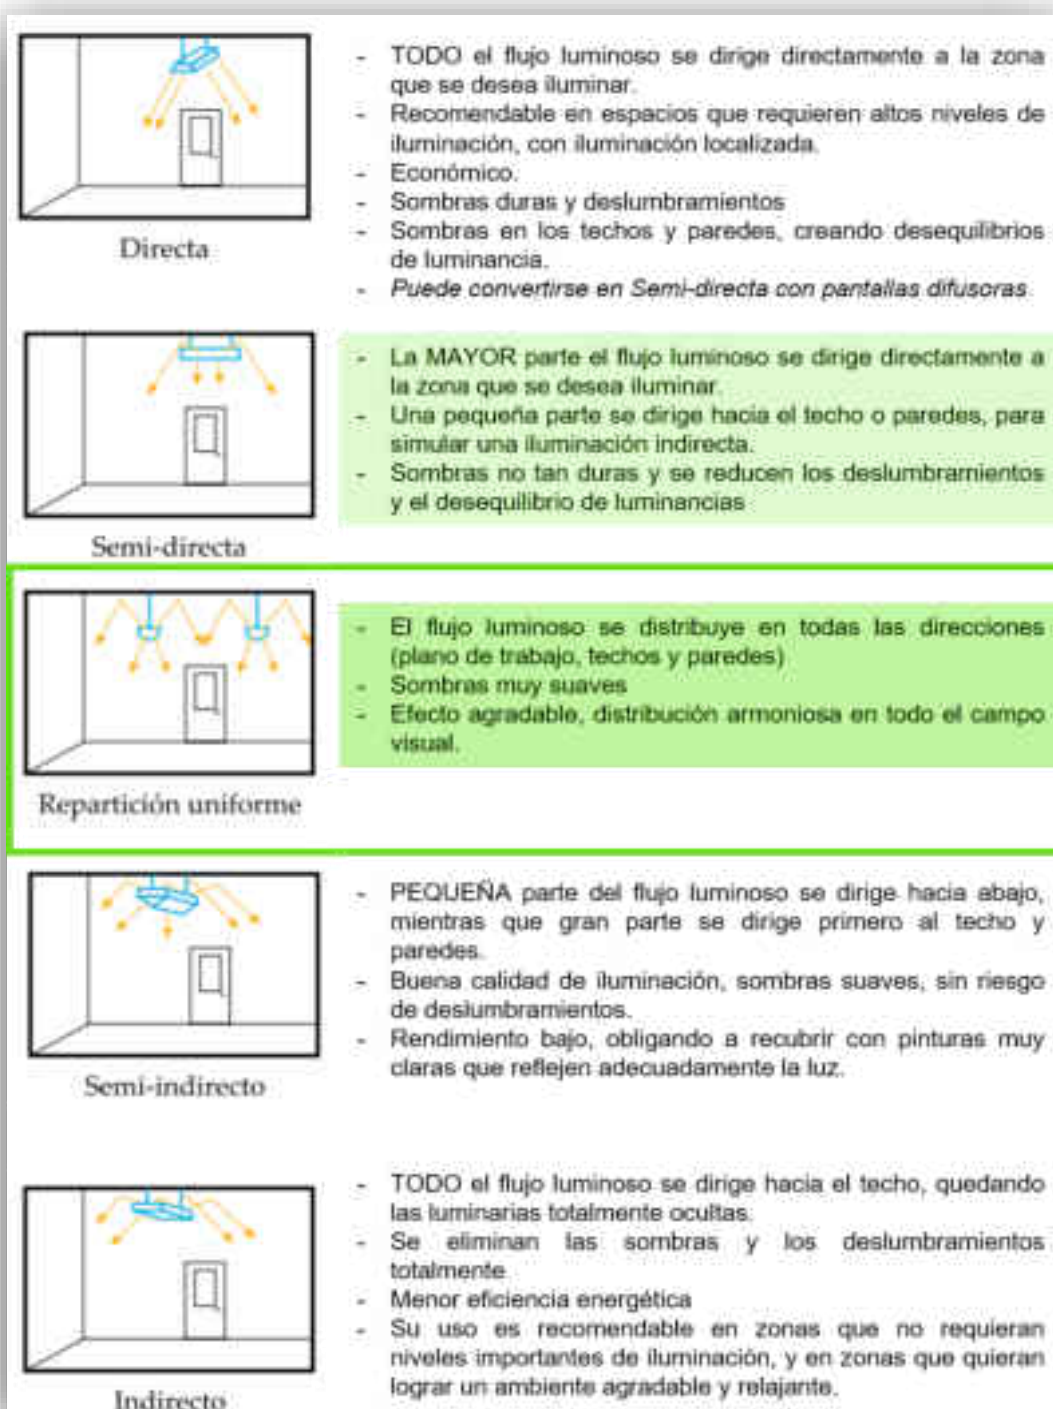 - TODO el flujo luminoso se dirige directamente a la zona
que se desea iluminar.
- Recomendable en espacios que requieren altos niveles de
iluminación, con iluminación localizada.
- Económico.
- Sombras duras y deslumbramientos
- Sombras en los techos y paredes, creando desequilibrios
de luminancia.
- Puede convertirse en Semi-directa con pantallas difusoras.
Directa
- La MAYOR parte el flujo luminoso se dirige directamente a
la zona que se desea iluminar.
- Una pequeña parte se dirige hacia el techo o paredes, para
simular una iluminación indirecta.
- Sombras no tan duras y se reducen los deslumbramientos
y el desequilibrio de luminancias
Semi-directa
- El flujo luminoso se distribuye en todas las direcciones
(plano de trabajo, techos y paredes)
- Sombras muy suaves
- Efecto agradable, distribución armoniosa en todo el campo
visual.
Repartición uniforme
- PEQUEÑA parte del flujo luminoso se dirige hacia abajo,
mientras que gran parte se dirige primero al techo y
paredes.
- Buena calidad de iluminación, sombras suaves, sin riesgo
de deslumbramientos.
- Rendimiento bajo, obligando a recubrir con pinturas muy
claras que reflejen adecuadamente la luz.
Semi-indirecto
- TODO el flujo luminoso se dirige hacia el techo, quedando
las luminarias totalmente ocultas.
- Se eliminan las sombras y los deslumbramientos
totalmente
- Menor eficiencia energética
- Su uso es recomendable en zonas que no requieran
niveles importantes de iluminación, y en zonas que quieran
lograr un ambiente agradable y relajante.
Indirecto